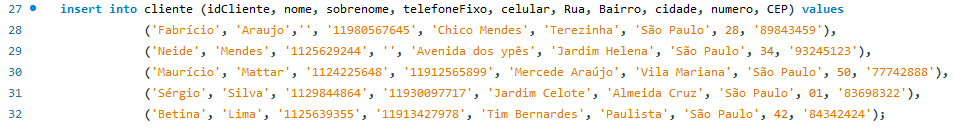 27 insert into cliente (idCliente, nome, sobrenome, telefoneFixo, celular, Rua, Bairro, cidade, numero, CEP) values
28 ('Fabrício', 'Araujo','', '11980567645', 'Chico Mendes', 'Terezinha', 'São Paulo', 28, '89843459'),
29 ('Neide', 'Mendes', '1125629244', '', 'Avenida dos ypês', 'Jardim Helena', 'São Paulo', 34, '93245123'),
30 ('Maurício', 'Mattar', '1124225648', '11912565899', 'Mercede Araújo', 'Vila Mariana', 'São Paulo', 50, '77742888'),
31 ('Sérgio', 'Silva', '1129844864', '11930097717', 'Jardim Celote', 'Almeida Cruz', 'São Paulo', 01, '83698322'),
32 ('Betina', 'Lima', '1125639355', '11913427978', 'Tim Bernardes', 'Paulista', 'São Paulo', 42, '84342424');